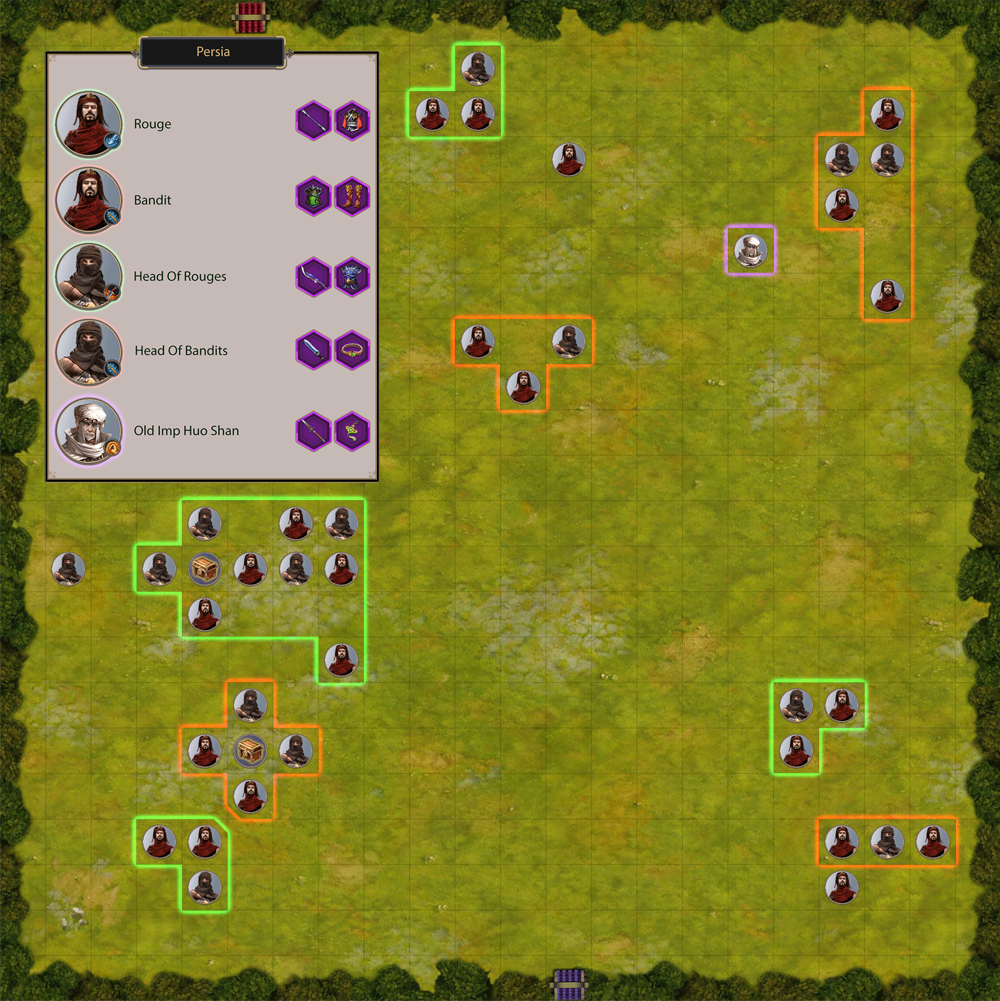 Persia
Rouge
Bandit
Head Of Rouges
Head Of Bandits
Old Imp Huo Shan